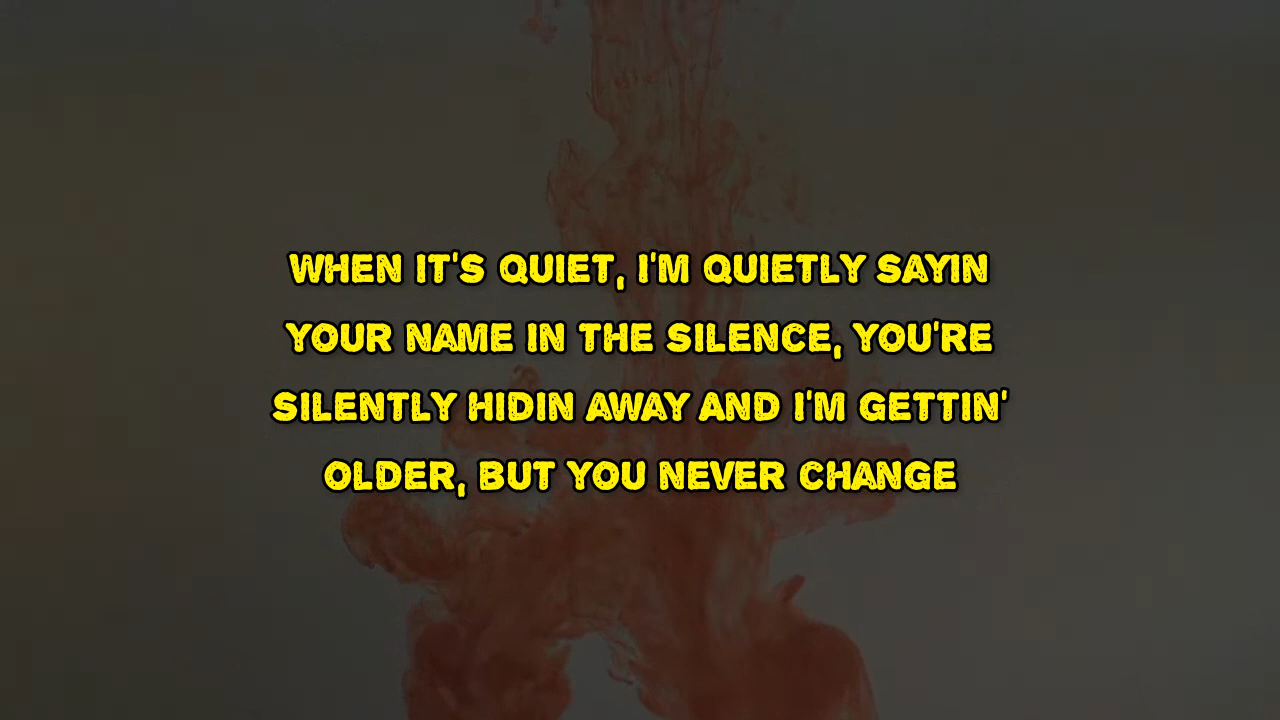 WHEN IT'S QUIET, I'M QUIETLY SAYIN
YOUR NAME IN THE SILENCE, YOU'RE
SILENTLY HIDIN AWAY AND I'M GETTIN'
OLDER, BUT YOU NEVER CHANGE